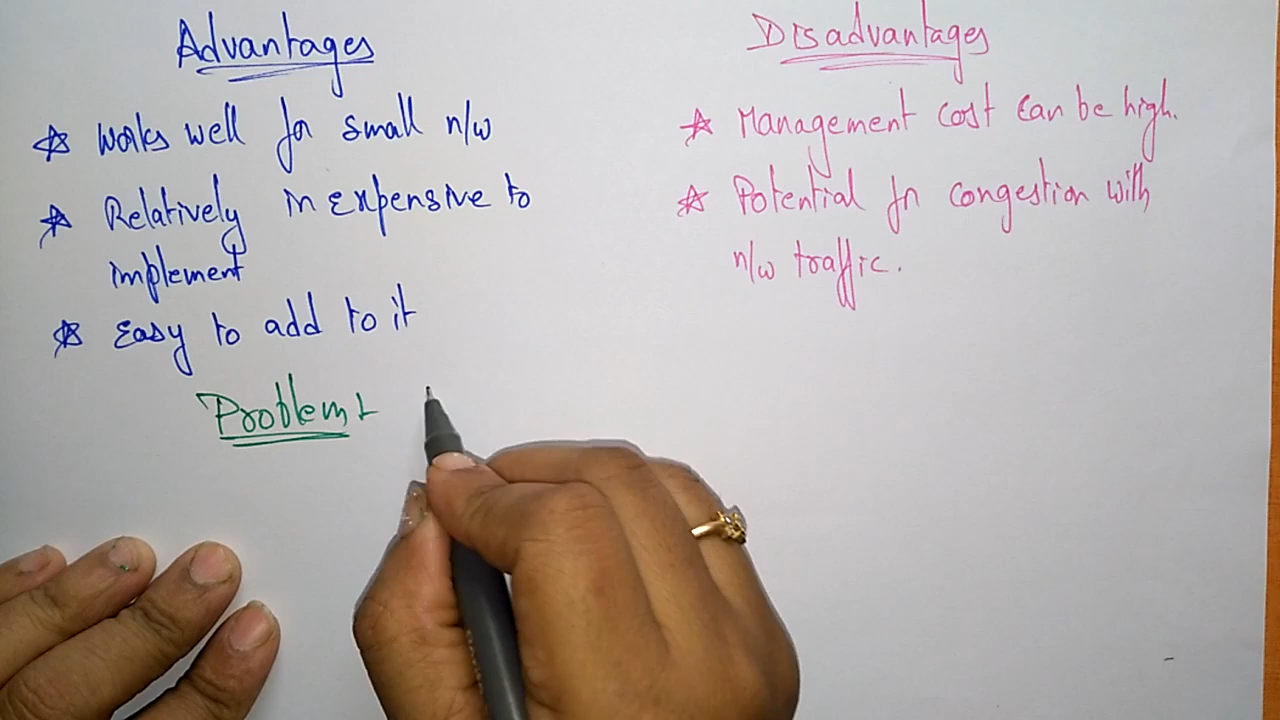 Advantages
☆ Works well for small n/w
☆ Relatively inexpensive to
implement
☆ Easy to add to it
Disadvantages
☆ Management cost can be high.
☆ Potential for congestion with
n/w traffic.
Problem: